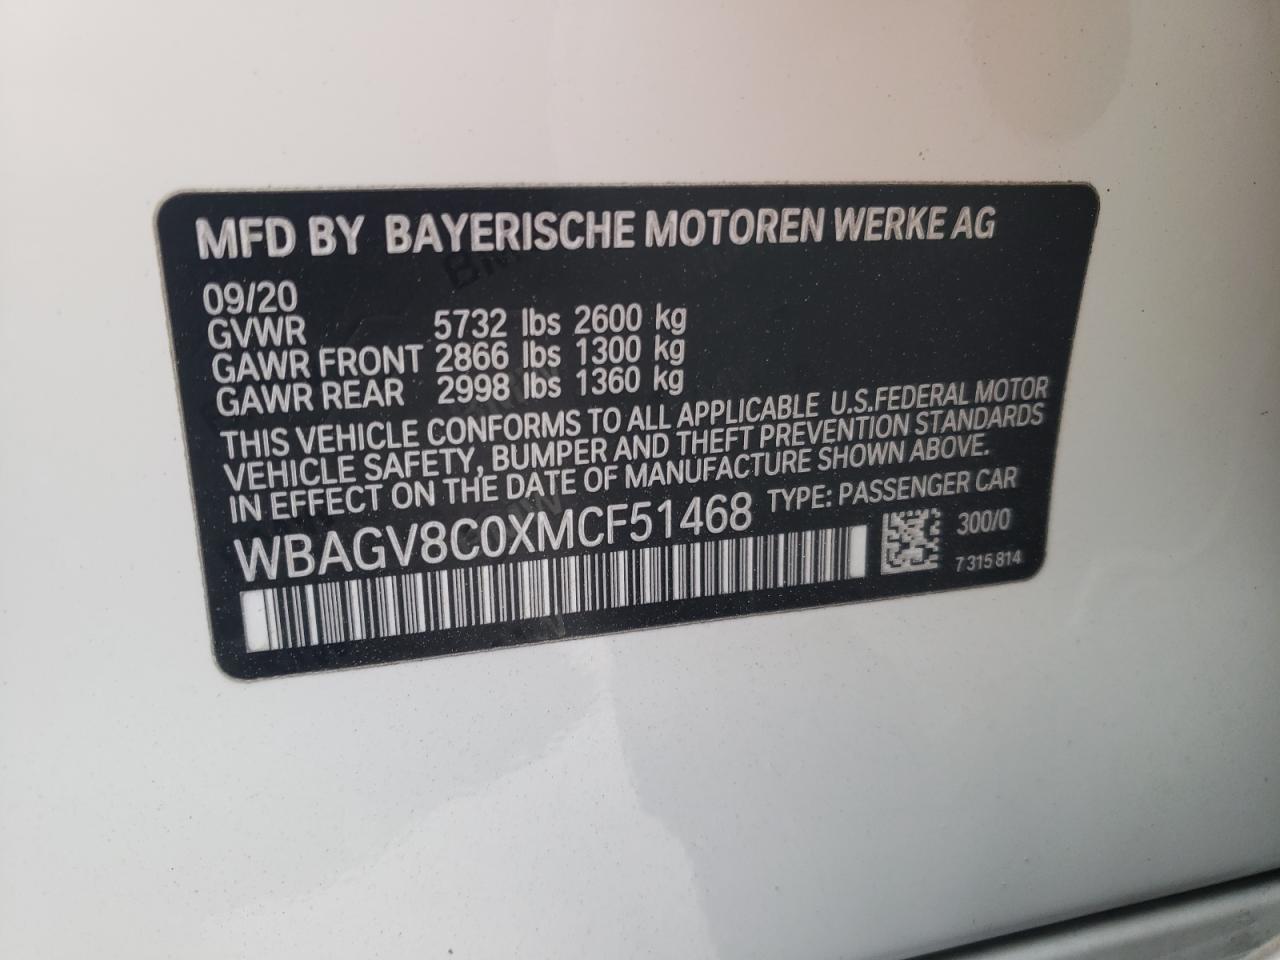 MFD BY BAYERISCHE MOTOREN WERKE AG
09/20
GVWR 5732 lbs 2600 kg
GAWR FRONT 2866 lbs 1300 kg
GAWR REAR 2998 lbs 1360 kg
THIS VEHICLE CONFORMS TO ALL APPLICABLE U.S.FEDERAL MOTOR
VEHICLE SAFETY, BUMPER AND THEFT PREVENTION STANDARDS
IN EFFECT ON THE DATE OF MANUFACTURE SHOWN ABOVE.
WBAGV8C0XMCF51468 TYPE: PASSENGER CAR
300/0
7 315 814